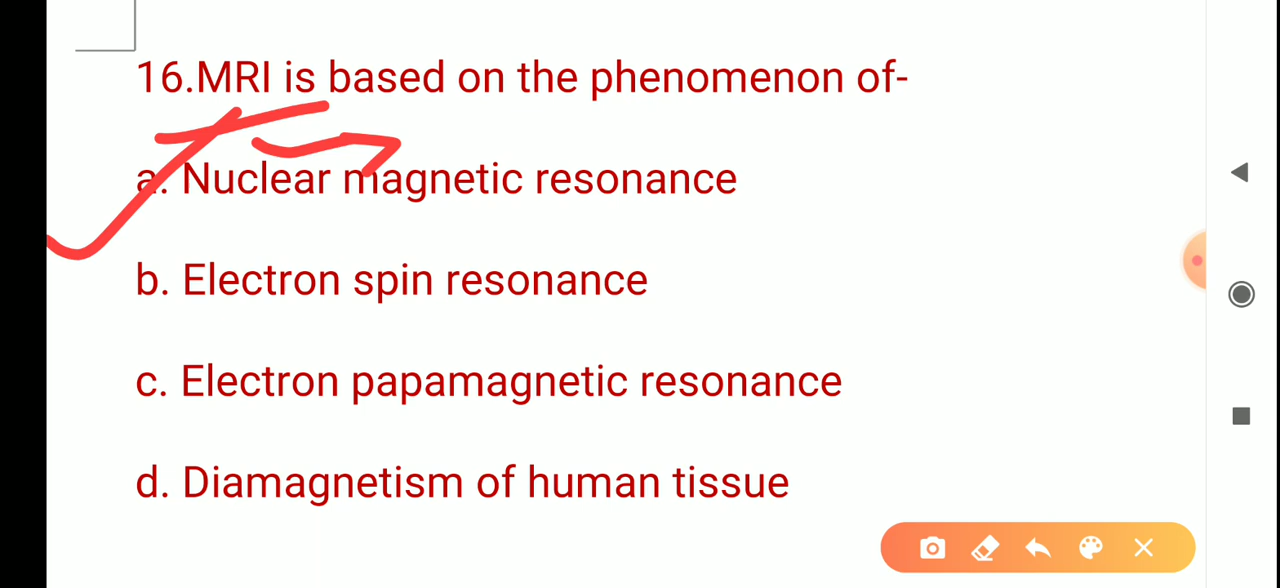 16.MRI is based on the phenomenon of-
a. Nuclear magnetic resonance
b. Electron spin resonance
c. Electron papamagnetic resonance
d. Diamagnetism of human tissue